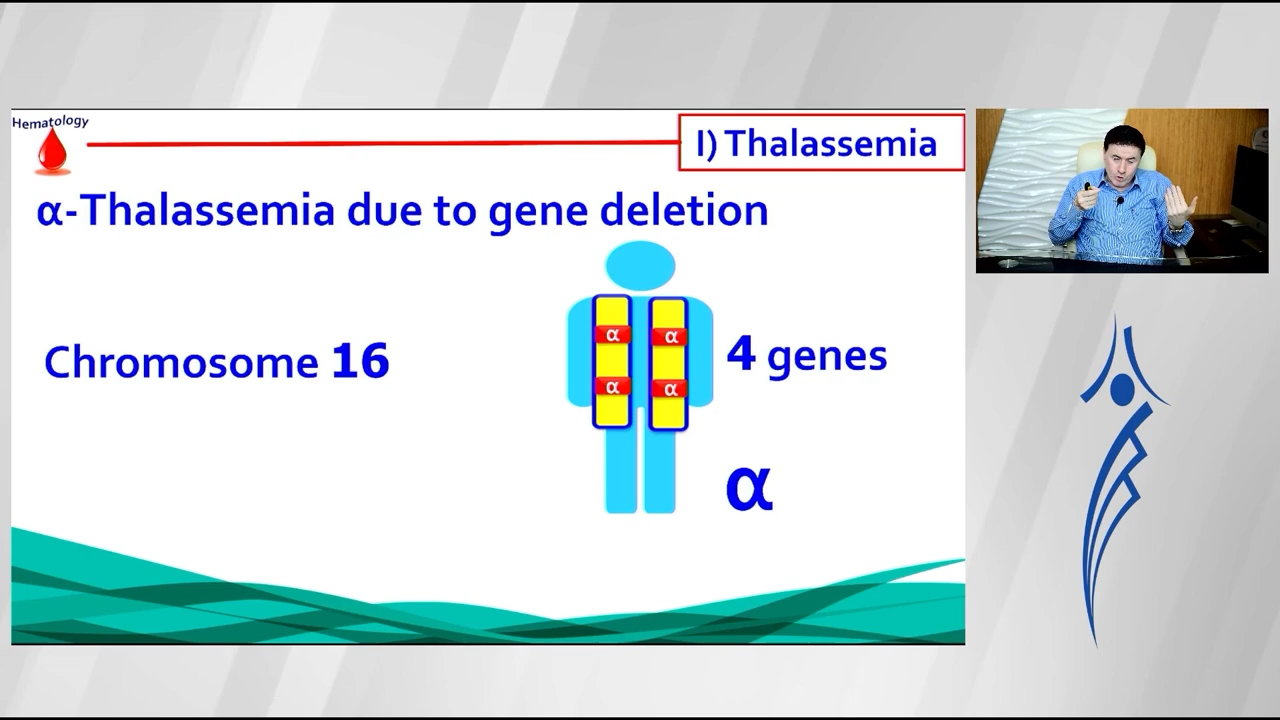 Hematology
I) Thalassemia
α-Thalassemia due to gene deletion
Chromosome 16
α α
α α
4 genes
α